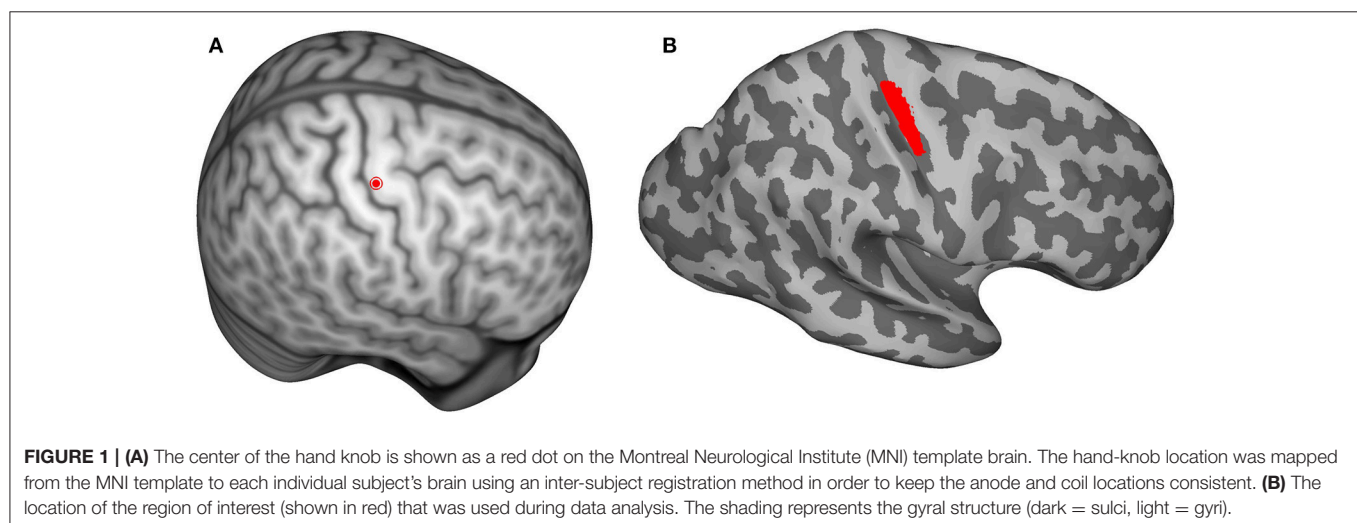 A
B
FIGURE 1 | (A) The center of the hand knob is shown as a red dot on the Montreal Neurological Institute (MNI) template brain. The hand-knob location was mapped
from the MNI template to each individual subject's brain using an inter-subject registration method in order to keep the anode and coil locations consistent. (B) The
location of the region of interest (shown in red) that was used during data analysis. The shading represents the gyral structure (dark = sulci, light = gyri).